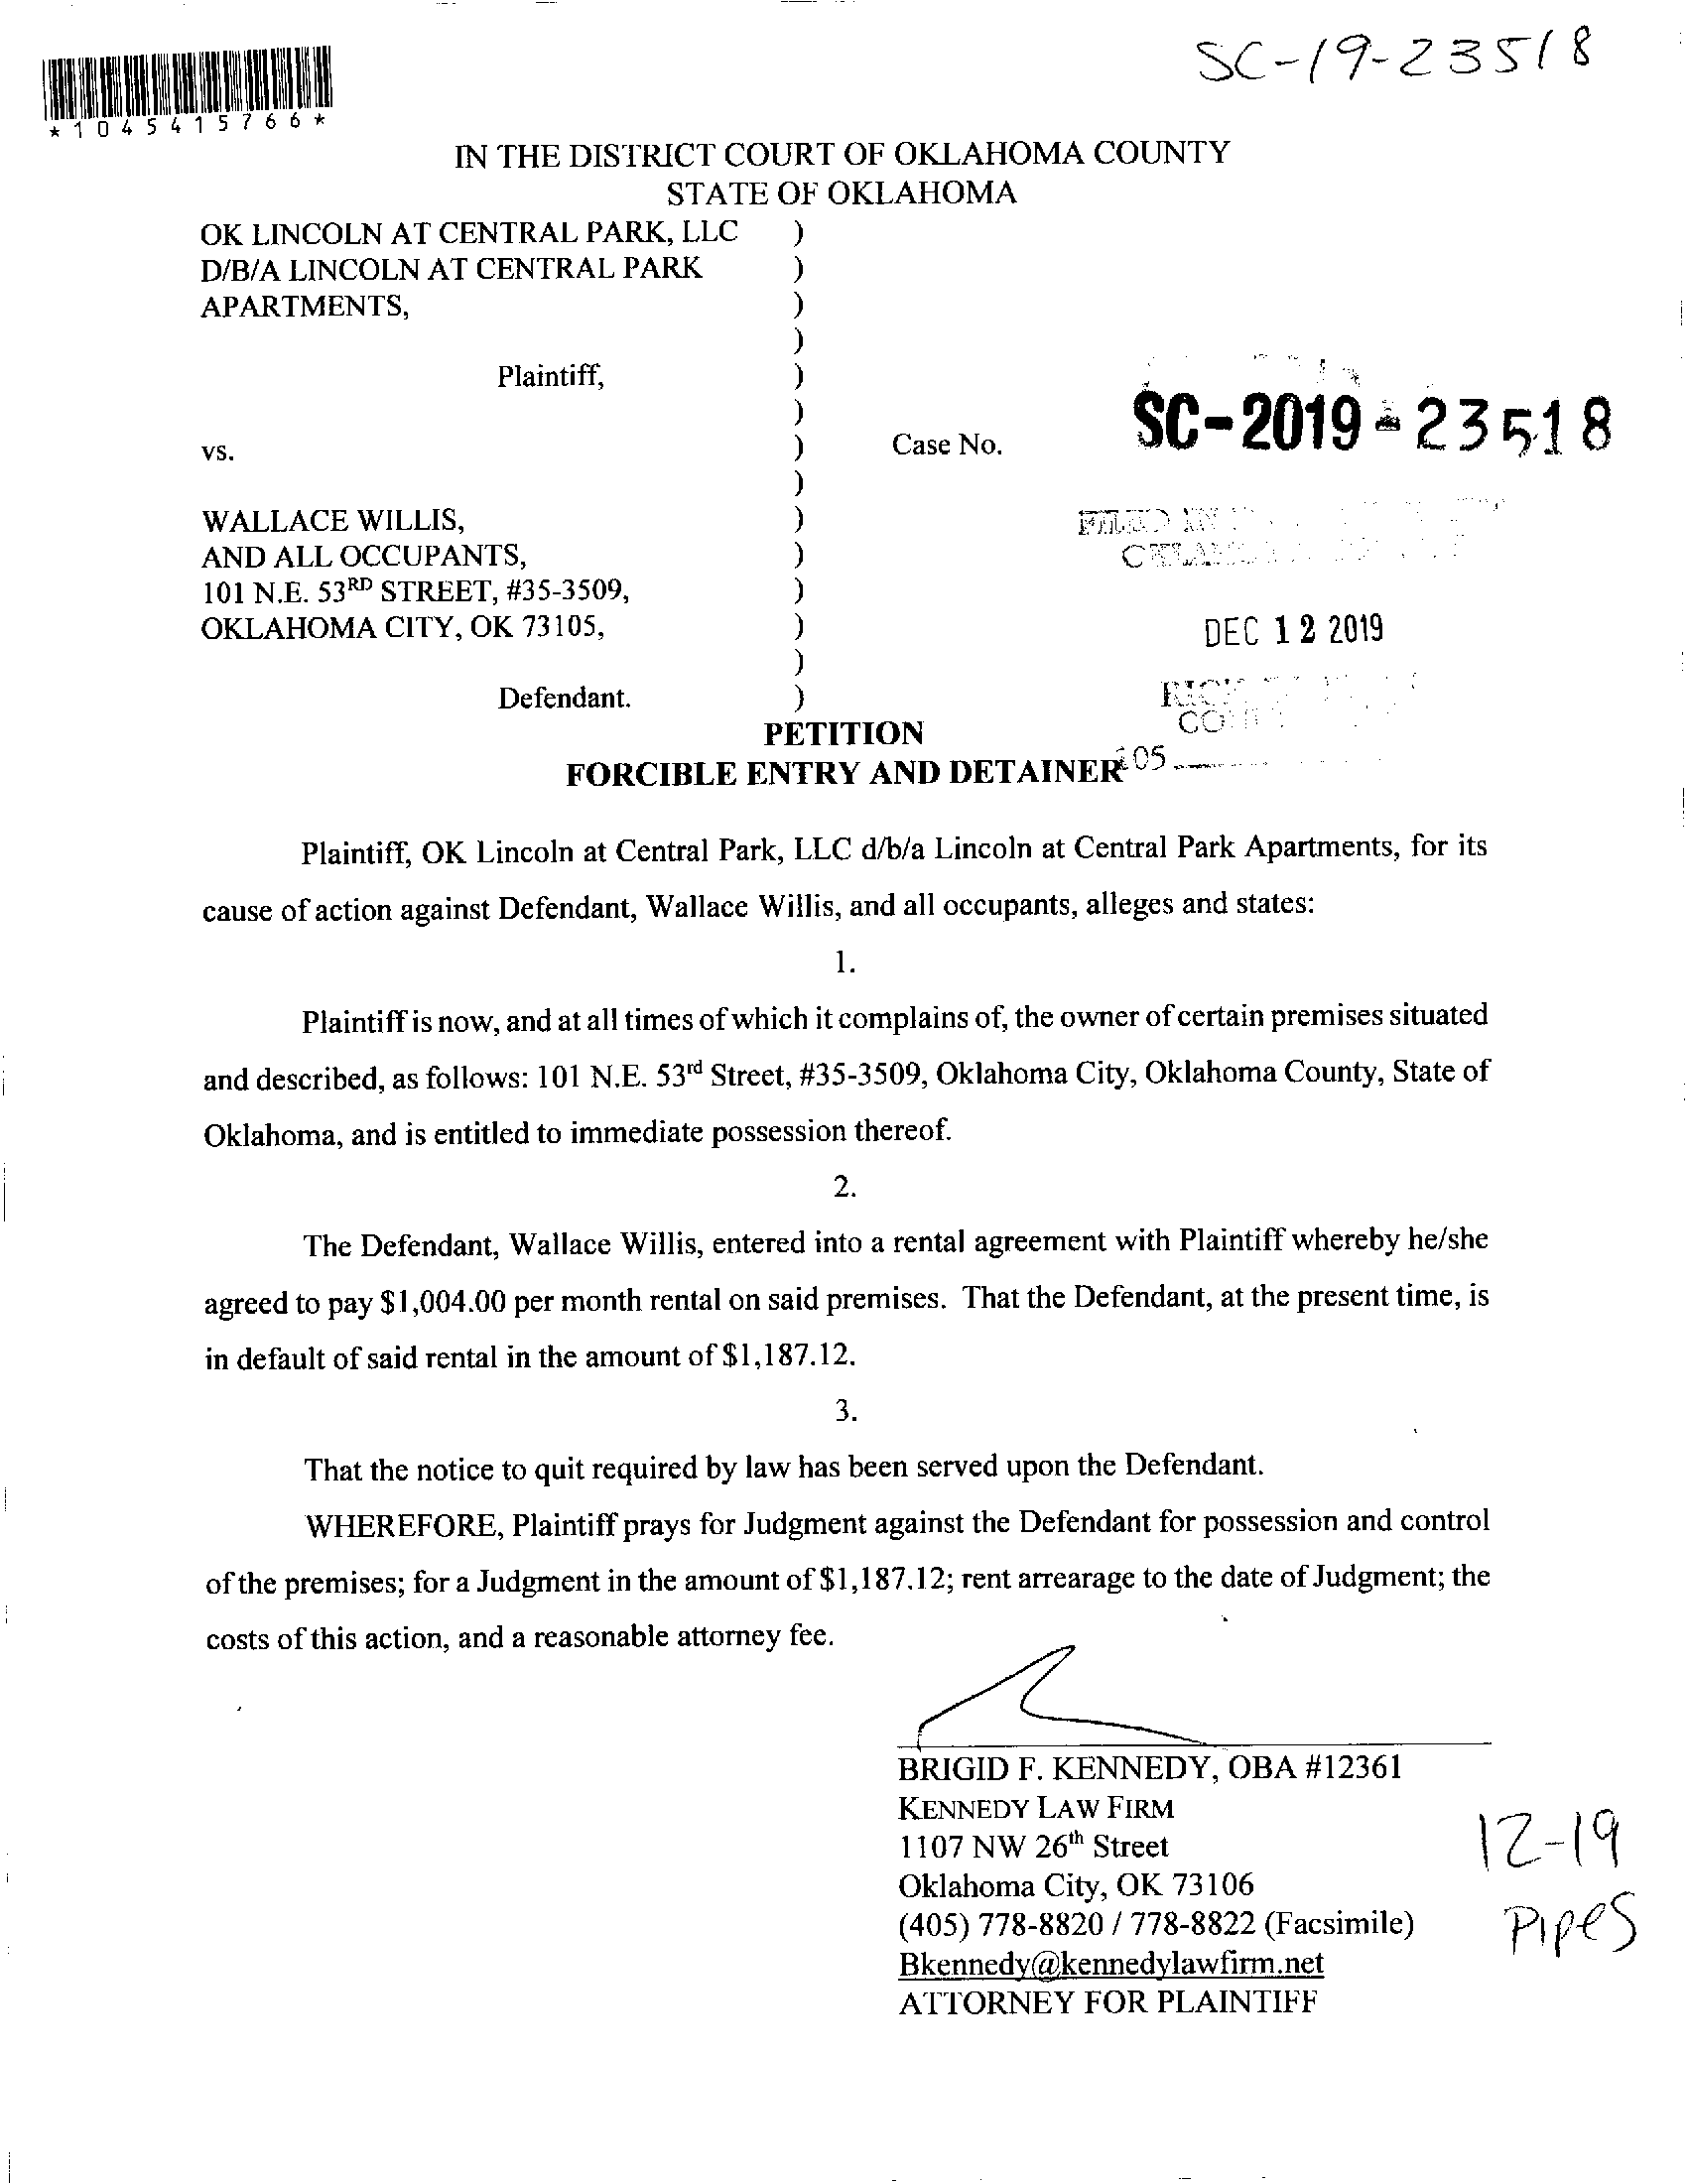 SC-19-23518
*1045415766*
IN THE DISTRICT COURT OF OKLAHOMA COUNTY
STATE OF OKLAHOMA
OK LINCOLN AT CENTRAL PARK, LLC )
D/B/A LINCOLN AT CENTRAL PARK )
APARTMENTS, )
)
Plaintiff, )
)
vs. ) Case No. SC-2019-23518
)
WALLACE WILLIS, )
AND ALL OCCUPANTS, )
101 N.E. 53RD STREET, #35-3509, )
OKLAHOMA CITY, OK 73105, ) DEC 12 2019
)
Defendant. )
PETITION
FORCIBLE ENTRY AND DETAINER
105
Plaintiff, OK Lincoln at Central Park, LLC d/b/a Lincoln at Central Park Apartments, for its
cause of action against Defendant, Wallace Willis, and all occupants, alleges and states:
1.
Plaintiff is now, and at all times of which it complains of, the owner of certain premises situated
and described, as follows: 101 N.E. 53rd Street, #35-3509, Oklahoma City, Oklahoma County, State of
Oklahoma, and is entitled to immediate possession thereof.
2.
The Defendant, Wallace Willis, entered into a rental agreement with Plaintiff whereby he/she
agreed to pay $1,004.00 per month rental on said premises. That the Defendant, at the present time, is
in default of said rental in the amount of $1,187.12.
3.
That the notice to quit required by law has been served upon the Defendant.
WHEREFORE, Plaintiff prays for Judgment against the Defendant for possession and control
of the premises; for a Judgment in the amount of $1,187.12; rent arrearage to the date of Judgment; the
costs of this action, and a reasonable attorney fee.
BRIGID F. KENNEDY, OBA #12361
KENNEDY LAW FIRM
1107 NW 26th Street
Oklahoma City, OK 73106
(405) 778-8820 / 778-8822 (Facsimile)
Bkennedy@kennedylawfirm.net
ATTORNEY FOR PLAINTIFF
12-19
Pipes